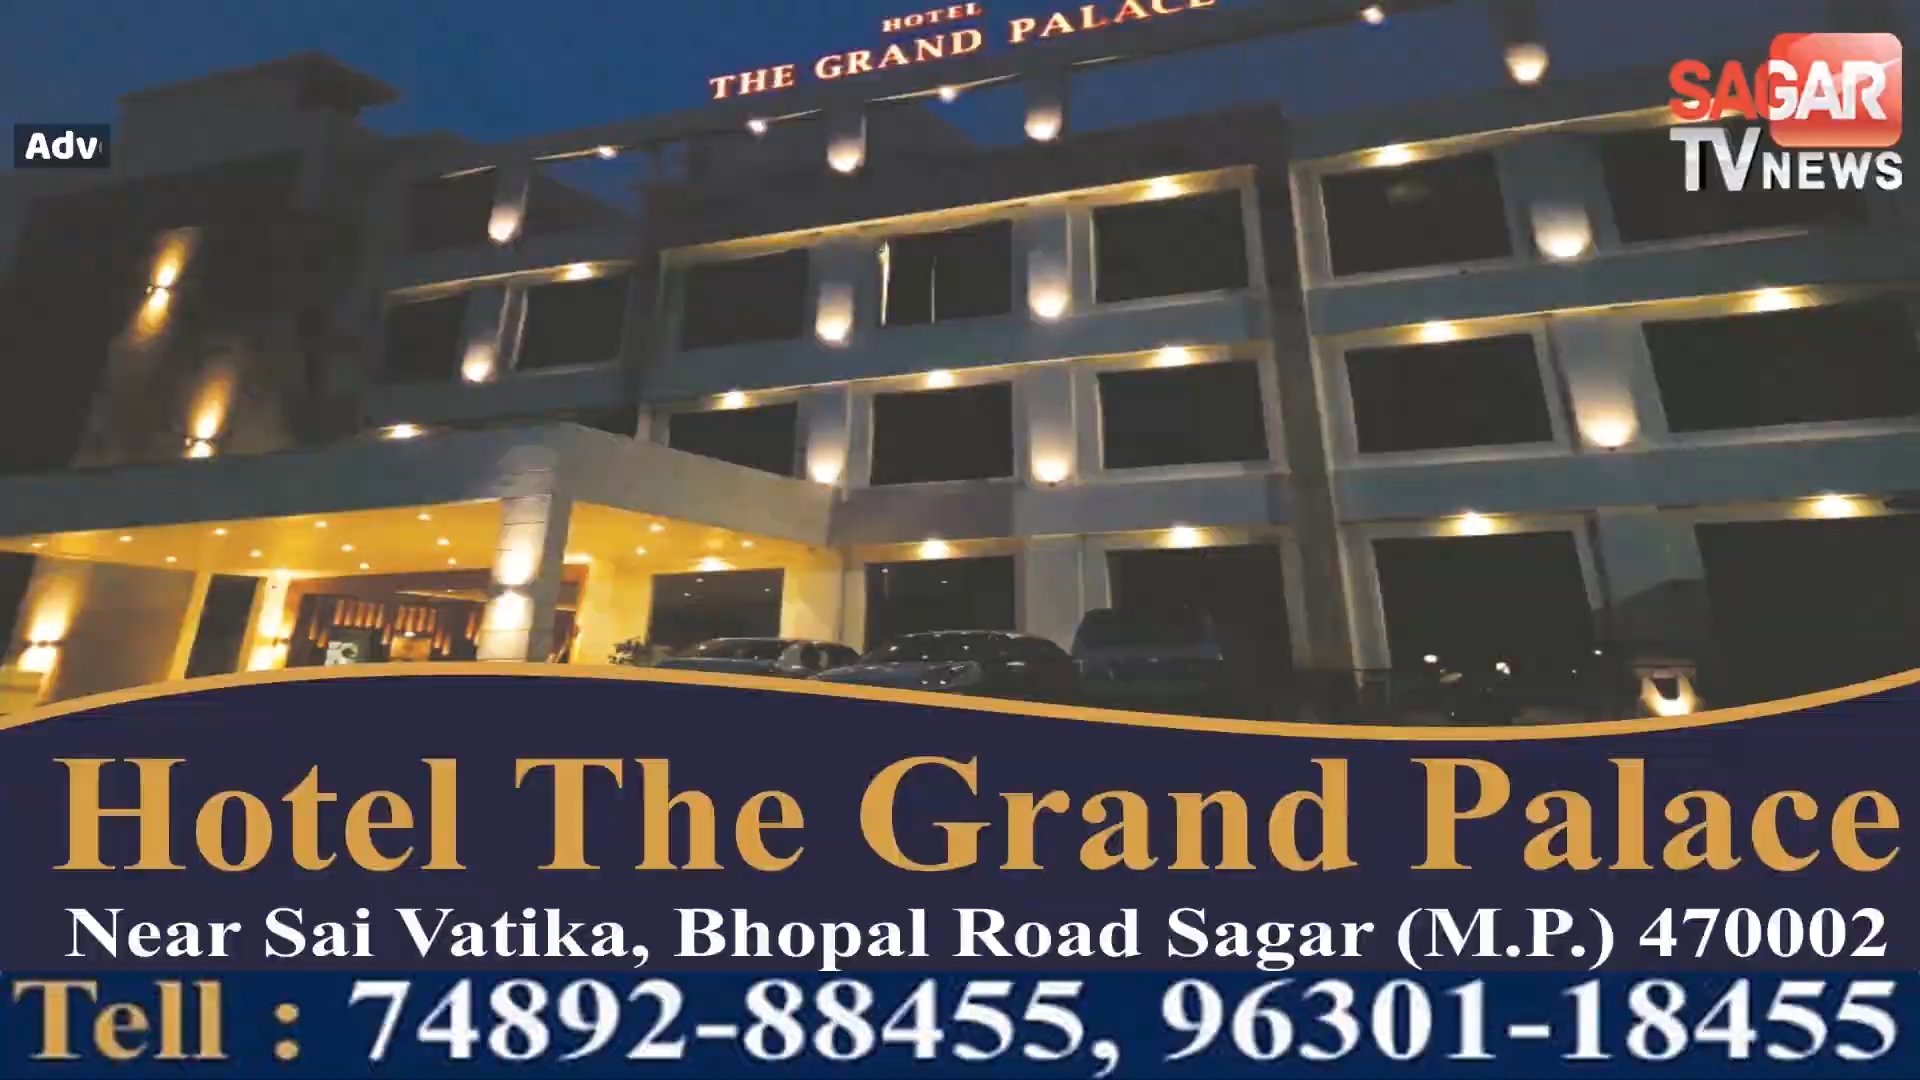 HOTEL
THE GRAND PALACE
SAGAR
TV NEWS
Adv
Hotel The Grand Palace
Near Sai Vatika, Bhopal Road Sagar (M.P.) 470002
Tell : 74892-88455, 96301-18455